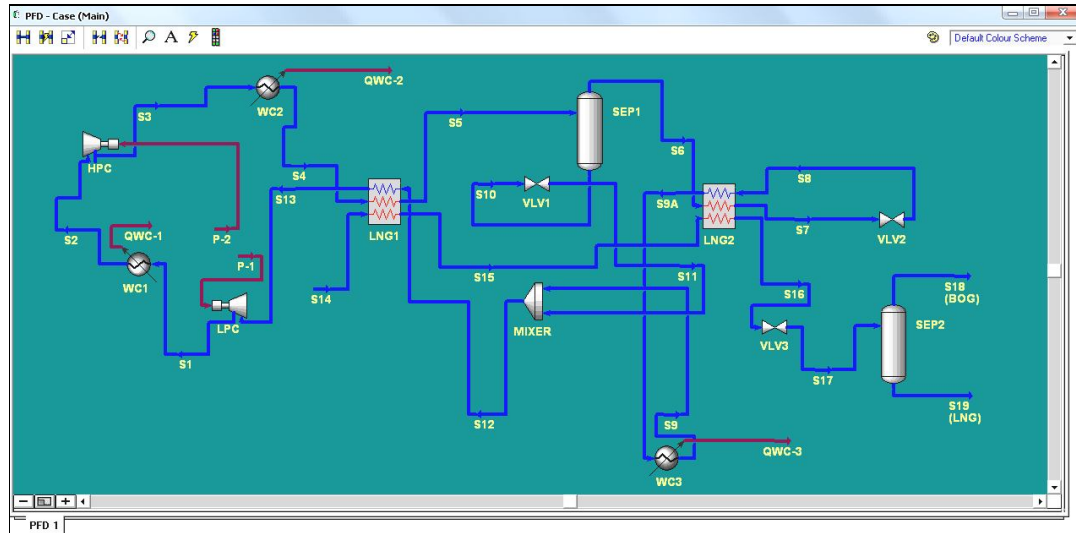 PFD - Case (Main)
A
Default Colour Scheme
QWC-2
WC2
S3
S5
SEP1
HPC
S4
S6
S8
S13
S10
S9A
VLV1
LNG1
LNG2
S7
VLV2
S2
QWC-1
P-2
P-1
WC1
S14
S15
S11
S16
S18
(BOG)
LPC
MIXER
VLV3
SEP2
S1
S17
S12
S9
S19
(LNG)
QWC-3
WC3
PFD 1